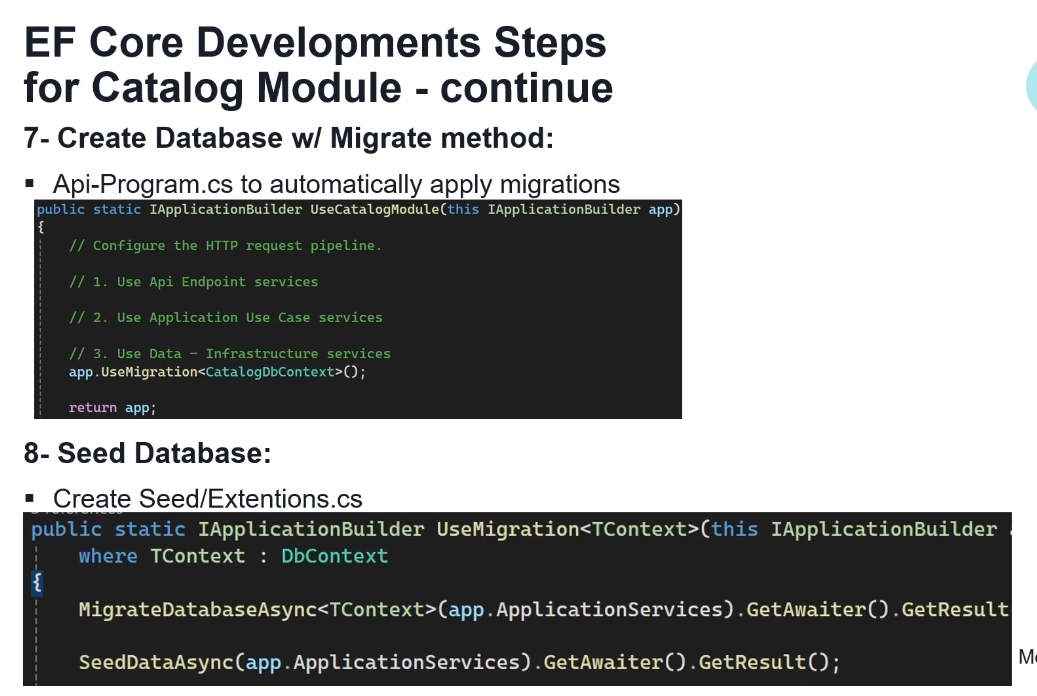 EF Core Developments Steps
for Catalog Module - continue
7- Create Database w/ Migrate method:
▪ Api-Program.cs to automatically apply migrations
public static IApplicationBuilder UseCatalogModule(this IApplicationBuilder app)
{
// Configure the HTTP request pipeline.
// 1. Use Api Endpoint services
// 2. Use Application Use Case services
// 3. Use Data - Infrastructure services
app.UseMigration<CatalogDbContext>();
return app;
8- Seed Database:
▪ Create Seed/Extentions.cs
public static IApplicationBuilder UseMigration<TContext>(this IApplicationBuilder
where TContext : DbContext
{
MigrateDatabaseAsync<TContext>(app.ApplicationServices).GetAwaiter().GetResult
SeedDataAsync(app.ApplicationServices).GetAwaiter().GetResult();